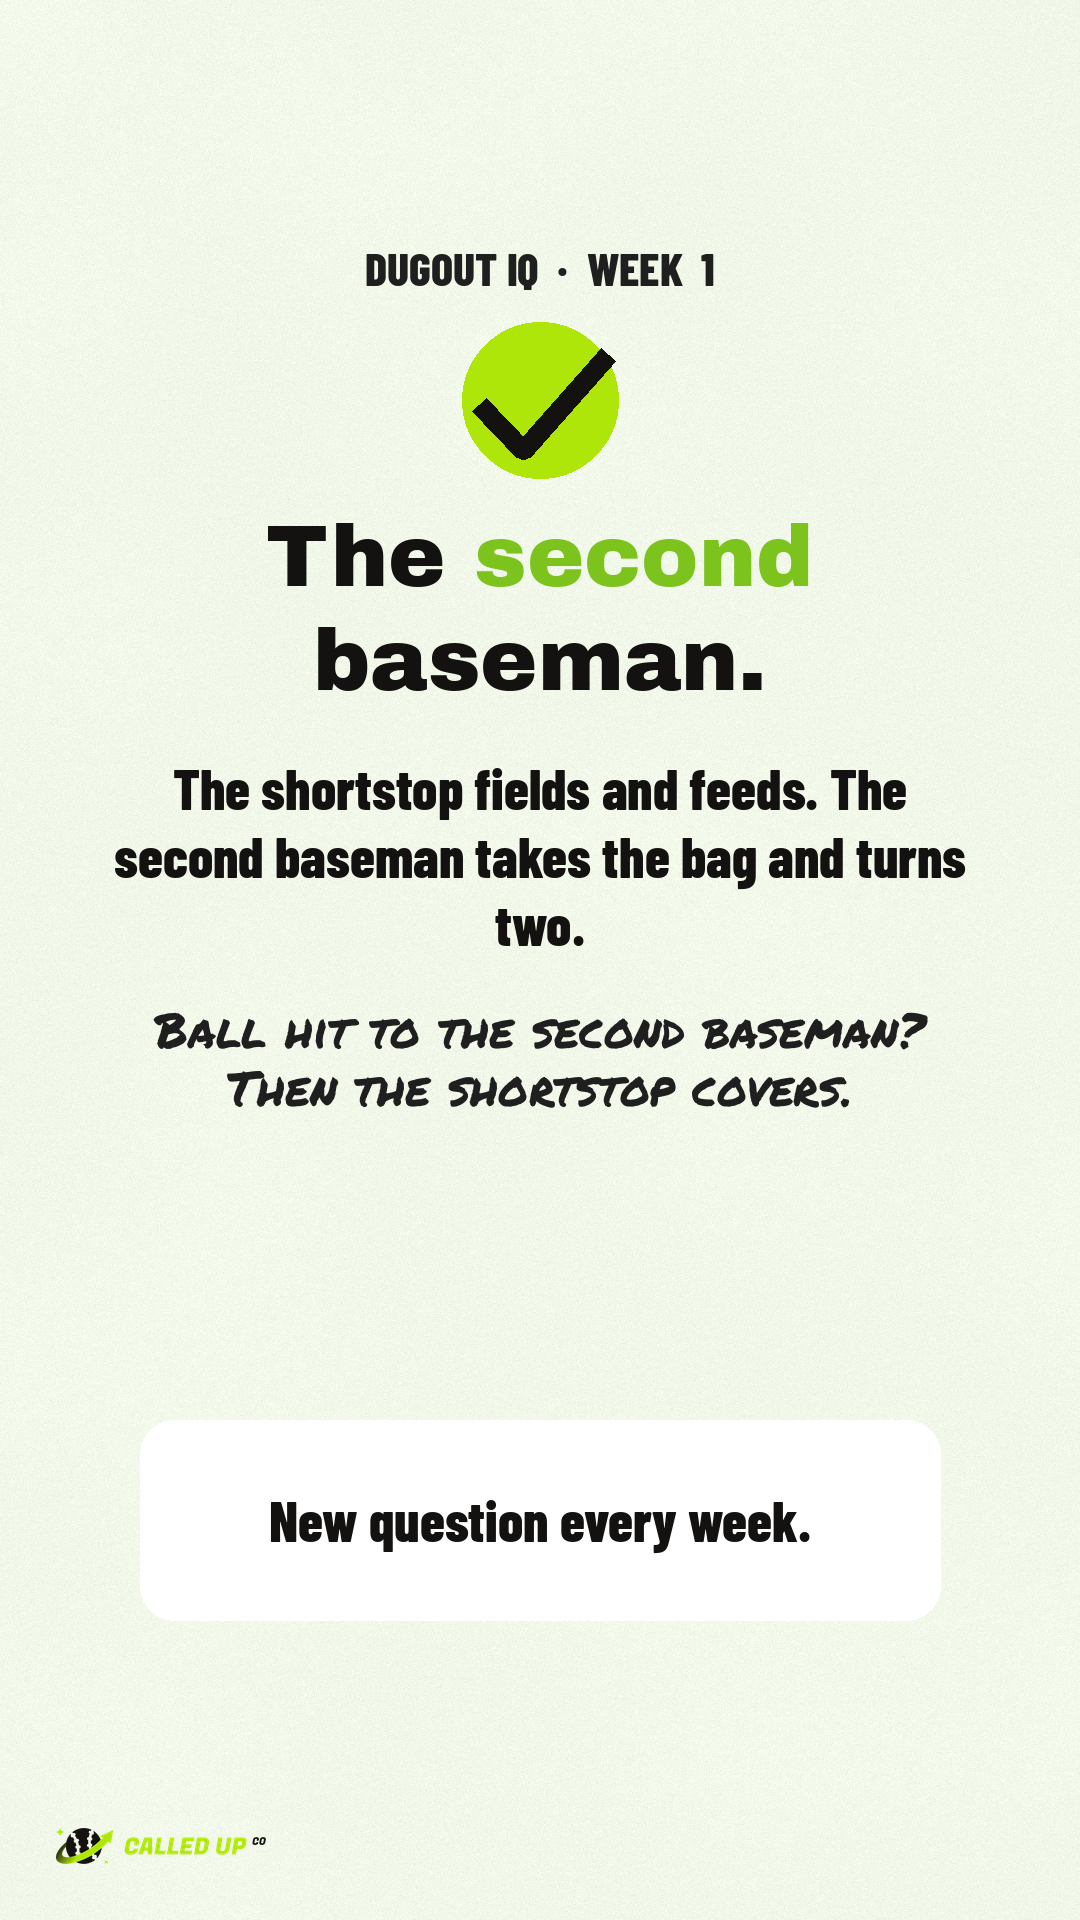 DUGOUT IQ · WEEK 1
The second
baseman.
The shortstop fields and feeds. The
second baseman takes the bag and turns
two.
BALL HIT TO THE SECOND BASEMAN?
THEN THE SHORTSTOP COVERS.
New question every week.
CALLED UP CO